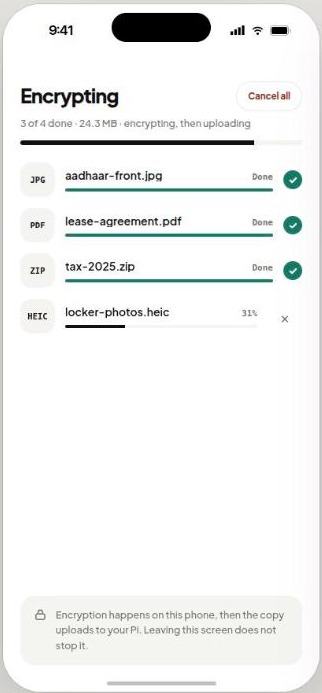 9:41
Encrypting
Cancel all
3 of 4 done · 24.3 MB · encrypting, then uploading
JPG
aadhaar-front.jpg
Done
PDF
lease-agreement.pdf
Done
ZIP
tax-2025.zip
Done
HEIC
locker-photos.heic
31%
Encryption happens on this phone, then the copy
uploads to your Pi. Leaving this screen does not
stop it.